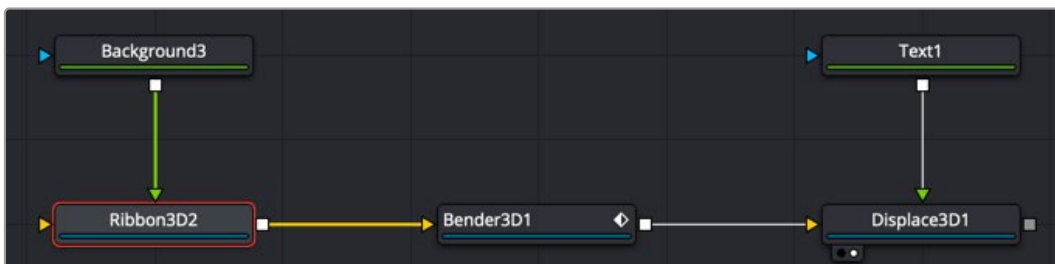 Background3
Text1
Ribbon3D2
Bender3D1
Displace3D1